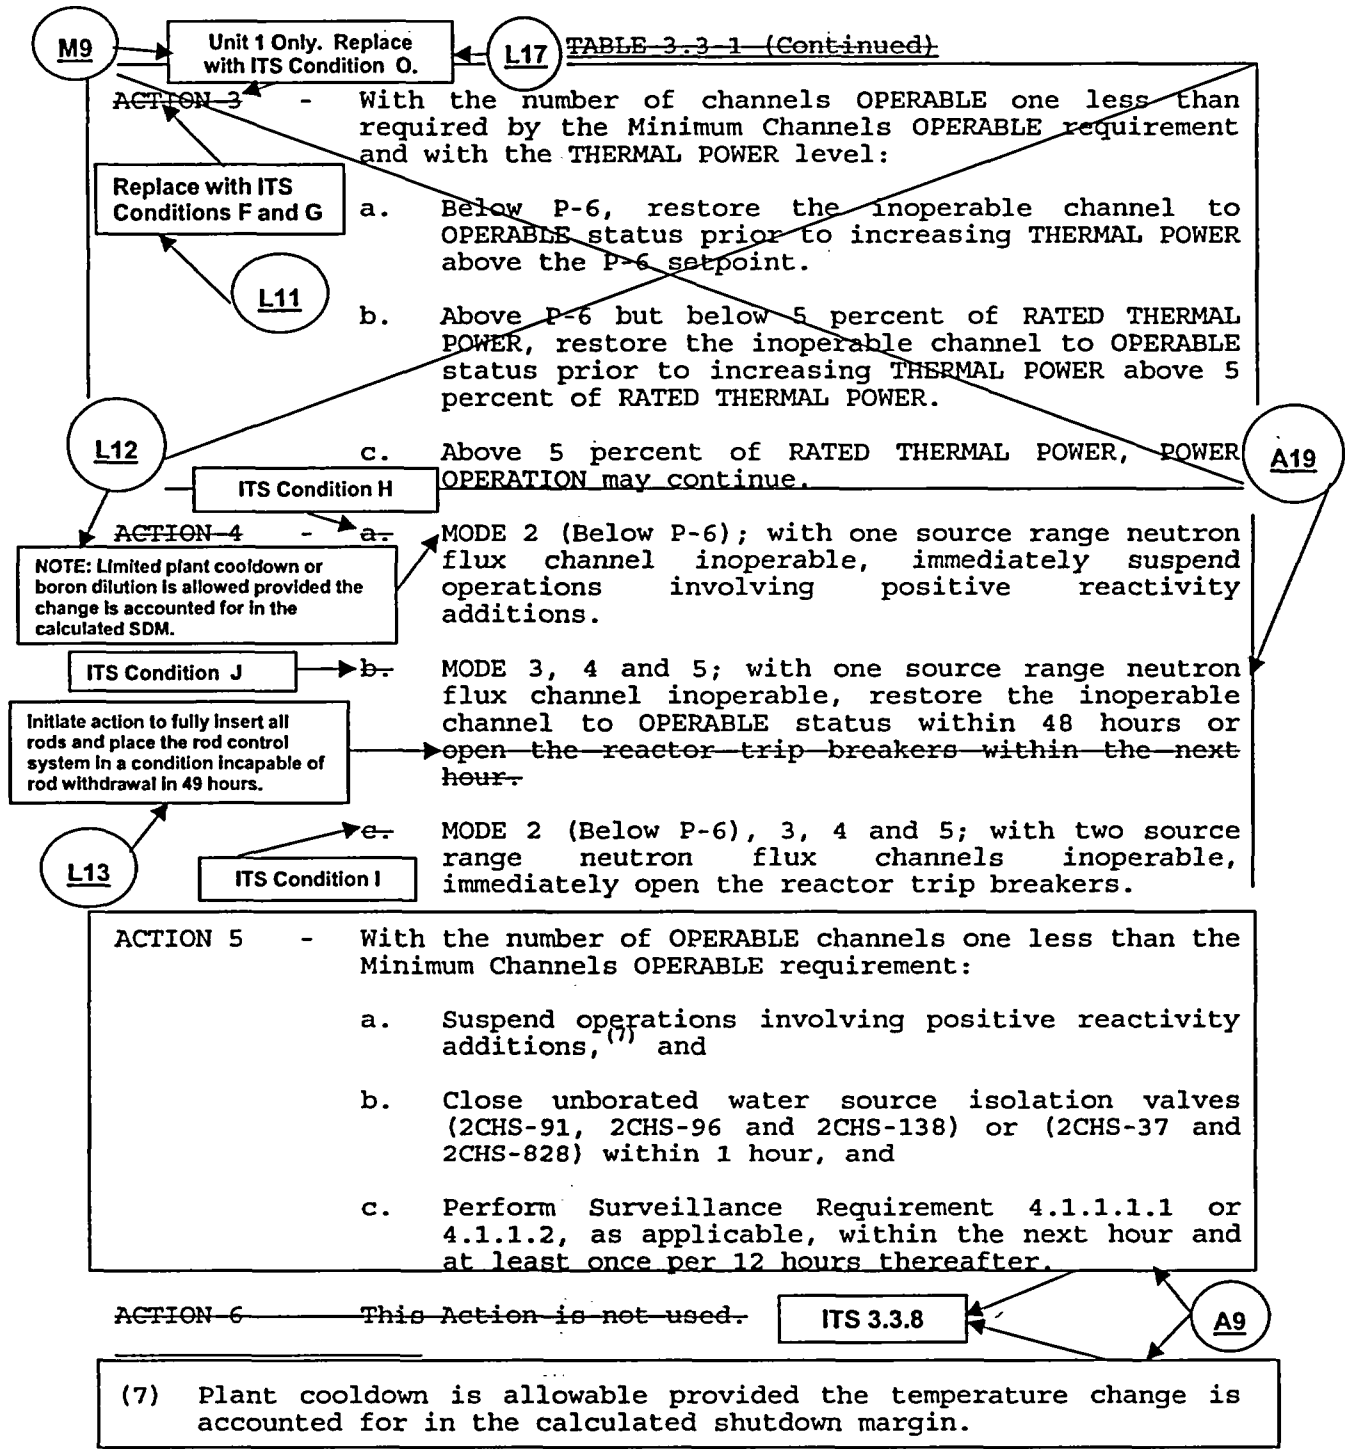 M9
Unit 1 Only. Replace
with ITS Condition O.
L17
TABLE 3.3-1 (Continued)
ACTION 3 - With the number of channels OPERABLE one less than
required by the Minimum Channels OPERABLE requirement
and with the THERMAL POWER level:
Replace with ITS
Conditions F and G
L11
a. Below P-6, restore the inoperable channel to
OPERABLE status prior to increasing THERMAL POWER
above the P-6 setpoint.
b. Above P-6 but below 5 percent of RATED THERMAL
POWER, restore the inoperable channel to OPERABLE
status prior to increasing THERMAL POWER above 5
percent of RATED THERMAL POWER.
L12
c. Above 5 percent of RATED THERMAL POWER, POWER
OPERATION may continue.
A19
ITS Condition H
ACTION 4 - a. MODE 2 (Below P-6); with one source range neutron
flux channel inoperable, immediately suspend
operations involving positive reactivity
additions.
NOTE: Limited plant cooldown or
boron dilution is allowed provided the
change is accounted for in the
calculated SDM.
ITS Condition J
b. MODE 3, 4 and 5; with one source range neutron
flux channel inoperable, restore the inoperable
channel to OPERABLE status within 48 hours or
open the reactor trip breakers within the next
hour.
Initiate action to fully insert all
rods and place the rod control
system in a condition incapable of
rod withdrawal in 49 hours.
L13
c. MODE 2 (Below P-6), 3, 4 and 5; with two source
range neutron flux channels inoperable,
immediately open the reactor trip breakers.
ITS Condition I
ACTION 5 - With the number of OPERABLE channels one less than the
Minimum Channels OPERABLE requirement:
a. Suspend operations involving positive reactivity
additions,(7) and
b. Close unborated water source isolation valves
(2CHS-91, 2CHS-96 and 2CHS-138) or (2CHS-37 and
2CHS-828) within 1 hour, and
c. Perform Surveillance Requirement 4.1.1.1.1 or
4.1.1.2, as applicable, within the next hour and
at least once per 12 hours thereafter.
ACTION 6 This Action is not used.
ITS 3.3.8
A9
(7) Plant cooldown is allowable provided the temperature change is
accounted for in the calculated shutdown margin.